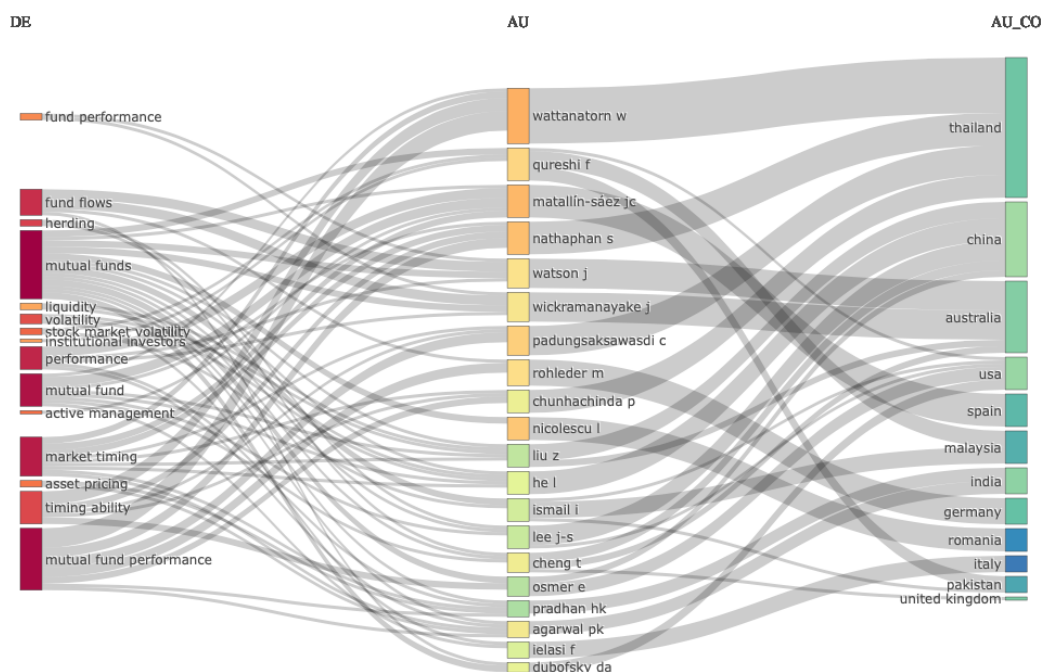 DE
AU
AU_CO
fund performance
fund flows
herding
mutual funds
liquidity
volatility
stock market volatility
institutional investors
performance
mutual fund
active management
market timing
asset pricing
timing ability
mutual fund performance
wattanatorn w
qureshi f
matallín-sáez jc
nathaphan s
watson j
wickramanayake j
padungsaksawasdi c
rohleder m
chunhachinda p
nicolescu l
liu z
he l
ismail i
lee j-s
cheng t
osmer e
pradhan hk
agarwal pk
ielasi f
dubofsky da
thailand
china
australia
usa
spain
malaysia
india
germany
romania
italy
pakistan
united kingdom